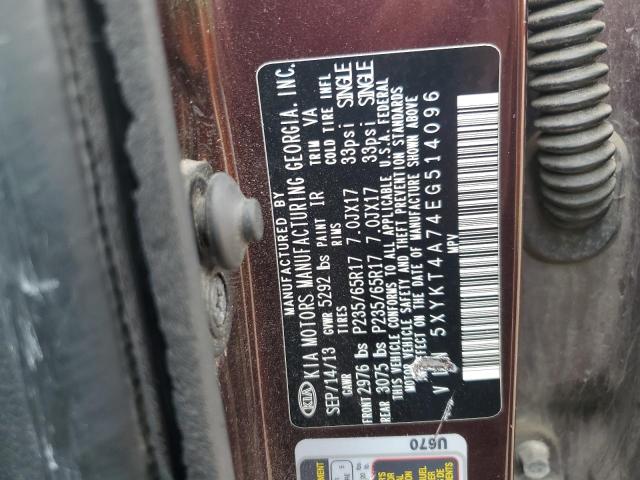 MANUFACTURED BY
KIA KIA MOTORS MANUFACTURING GEORGIA, INC.
SEP/14/13 GVWR 5292 lbs PAINT IR TRIM VA
GAWR TIRES RIMS COLD TIRE INFL
FRONT 2976 lbs P235/65R17 7.0JX17 33psi SINGLE
REAR 3075 lbs P235/65R17 7.0JX17 33psi SINGLE
THIS VEHICLE CONFORMS TO ALL APPLICABLE U.S.A. FEDERAL
MOTOR VEHICLE SAFETY AND THEFT PREVENTION STANDARDS
IN EFFECT ON THE DATE OF MANUFACTURE SHOWN ABOVE
V 5XYKT4A74EG514096
MPV
U670